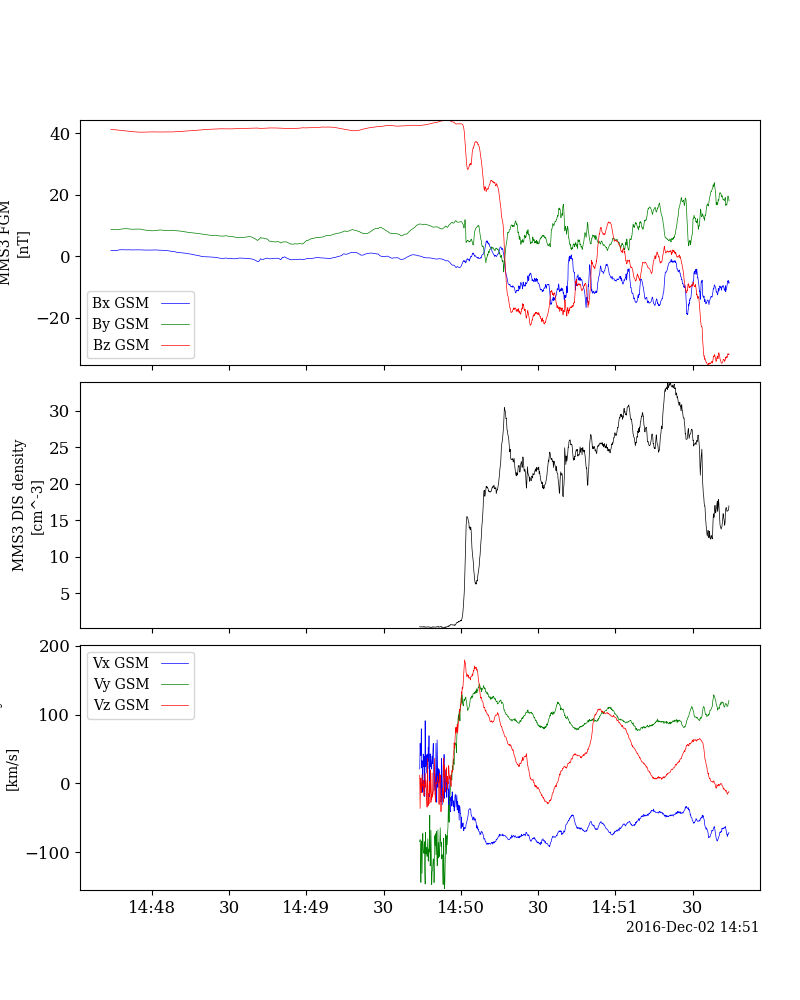 40
20
0
−20
MMS3 FGM
[nT]
Bx GSM
By GSM
Bz GSM
30
25
20
15
10
5
MMS3 DIS density
[cm^-3]
200
100
0
−100
[km/s]
Vx GSM
Vy GSM
Vz GSM
14:48
30
14:49
30
14:50
30
14:51
30
2016-Dec-02 14:51